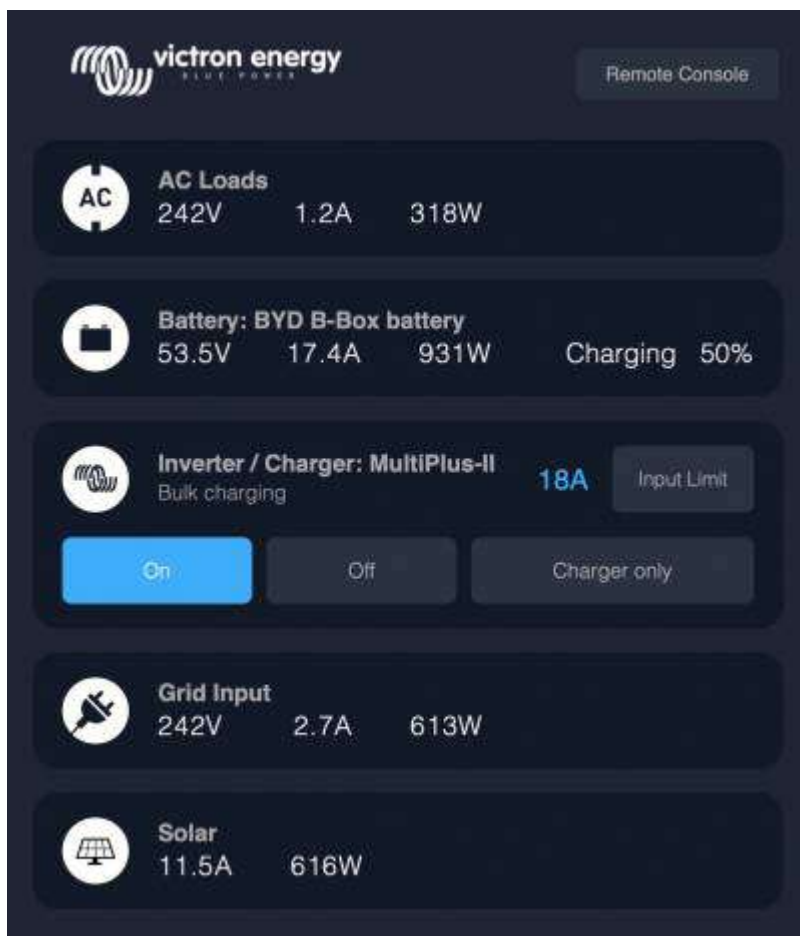 victron energy
BLUE POWER
Remote Console
AC
AC Loads
242V 1.2A 318W
Battery: BYD B-Box battery
53.5V 17.4A 931W Charging 50%
Inverter / Charger: MultiPlus-II
Bulk charging
18A Input Limit
On Off Charger only
Grid Input
242V 2.7A 613W
Solar
11.5A 616W